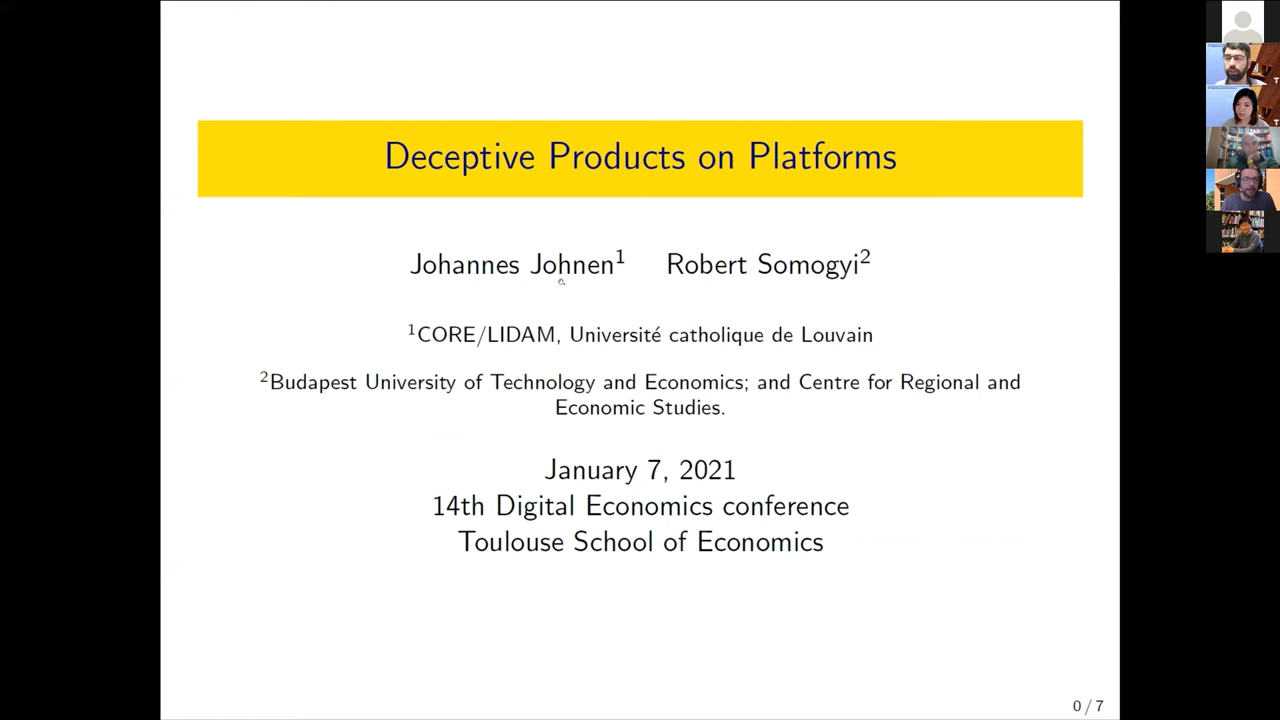 Deceptive Products on Platforms
Johannes Johnen¹ Robert Somogyi²
¹CORE/LIDAM, Université catholique de Louvain
²Budapest University of Technology and Economics; and Centre for Regional and
Economic Studies.
January 7, 2021
14th Digital Economics conference
Toulouse School of Economics
0 / 7